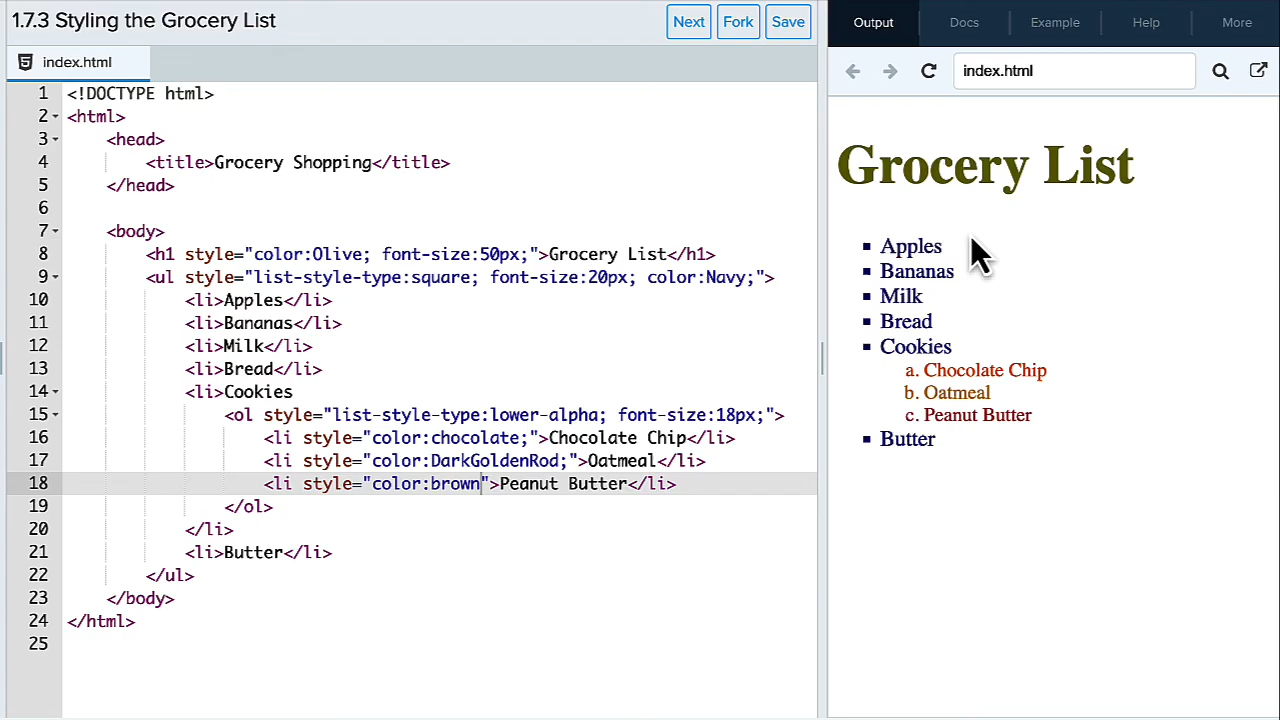 1.7.3 Styling the Grocery List
Next Fork Save
index.html
1 <!DOCTYPE html>
2 <html>
3 <head>
4 <title>Grocery Shopping</title>
5 </head>
6
7 <body>
8 <h1 style="color:Olive; font-size:50px;">Grocery List</h1>
9 <ul style="list-style-type:square; font-size:20px; color:Navy;">
10 <li>Apples</li>
11 <li>Bananas</li>
12 <li>Milk</li>
13 <li>Bread</li>
14 <li>Cookies
15 <ol style="list-style-type:lower-alpha; font-size:18px;">
16 <li style="color:chocolate;">Chocolate Chip</li>
17 <li style="color:DarkGoldenRod;">Oatmeal</li>
18 <li style="color:brown">Peanut Butter</li>
19 </ol>
20 </li>
21 <li>Butter</li>
22 </ul>
23 </body>
24 </html>
25
Output Docs Example Help More
index.html
Grocery List
Apples
Bananas
Milk
Bread
Cookies
a. Chocolate Chip
b. Oatmeal
c. Peanut Butter
Butter